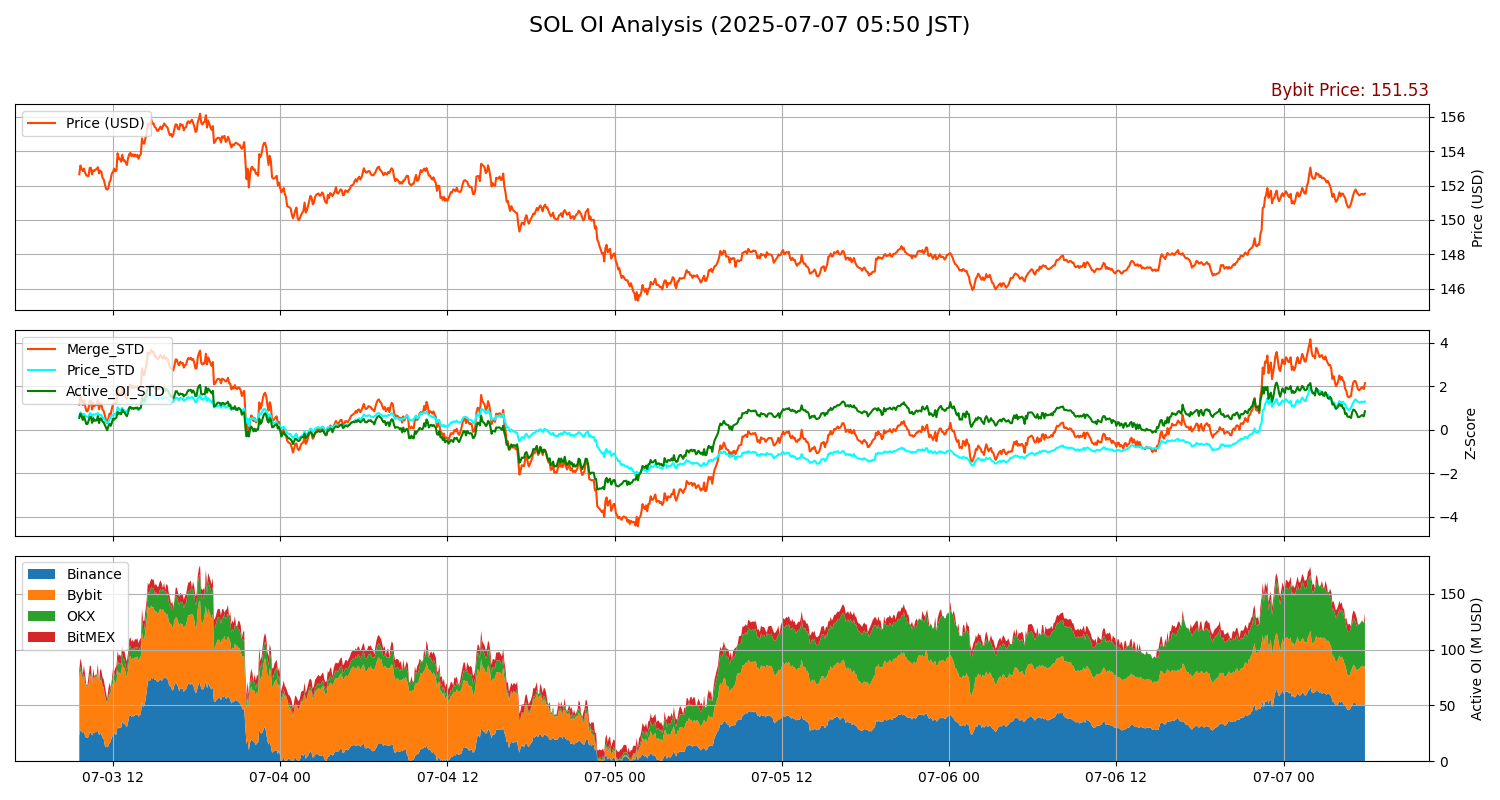 SOL OI Analysis (2025-07-07 05:50 JST)
Bybit Price: 151.53
Price (USD)
156
154
152
150
148
146
Price (USD)
Merge_STD
Price_STD
Active_OI_STD
4
2
0
−2
−4
Z-Score
Binance
Bybit
OKX
BitMEX
150
100
50
0
Active OI (M USD)
07-03 12
07-04 00
07-04 12
07-05 00
07-05 12
07-06 00
07-06 12
07-07 00